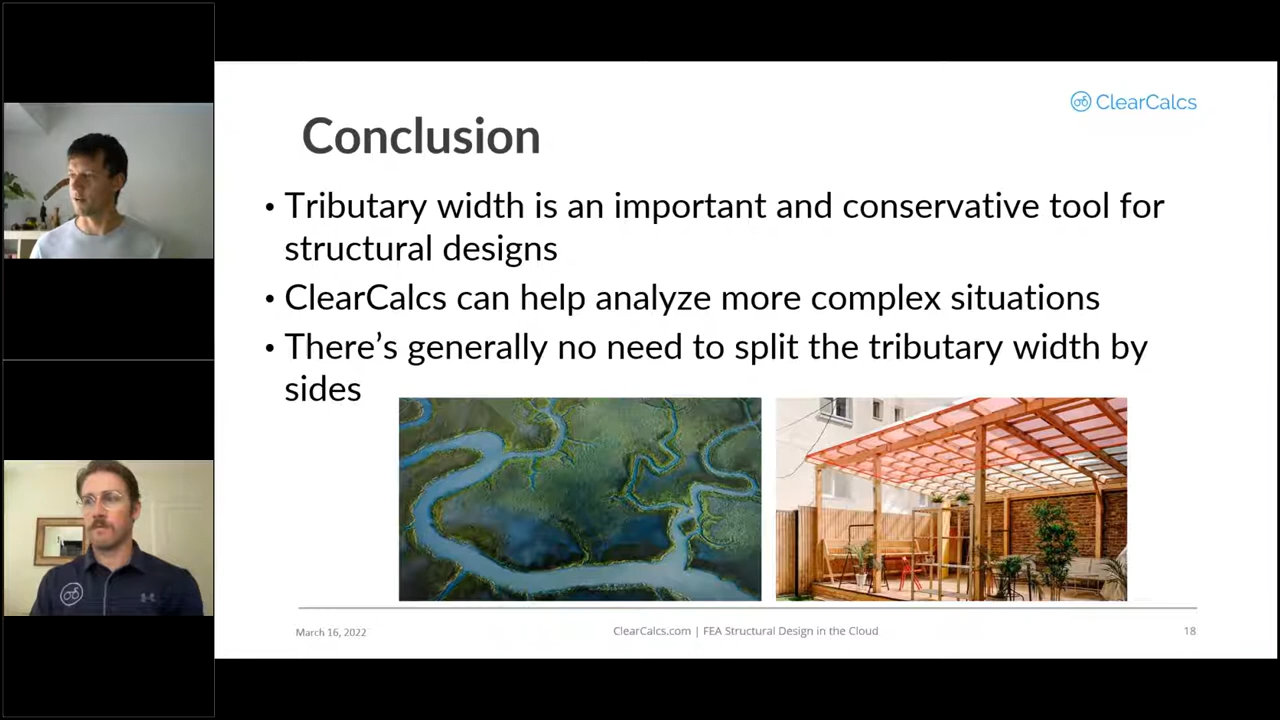 ClearCalcs
Conclusion
• Tributary width is an important and conservative tool for
structural designs
• ClearCalcs can help analyze more complex situations
• There’s generally no need to split the tributary width by
sides
March 16, 2022
ClearCalcs.com | FEA Structural Design in the Cloud
18